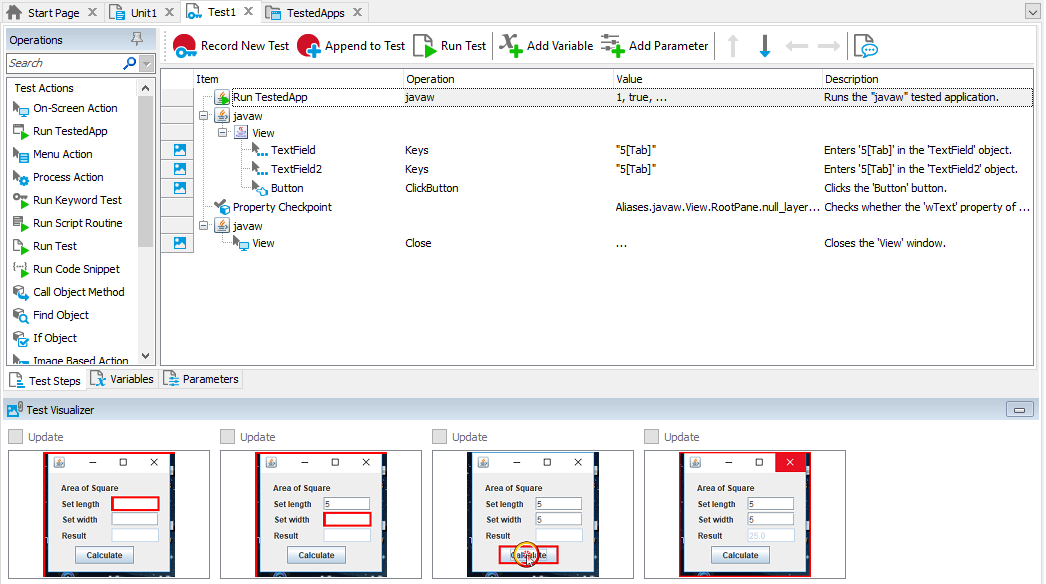 Start Page Unit1 Test1 TestedApps
Operations
Search
Record New Test Append to Test Run Test Add Variable Add Parameter
Test Actions
On-Screen Action
Run TestedApp
Menu Action
Process Action
Run Keyword Test
Run Script Routine
Run Test
Run Code Snippet
Call Object Method
Find Object
If Object
Image Based Action
Item Operation Value Description
Run TestedApp javaw 1, true, ... Runs the "javaw" tested application.
javaw
View
TextField Keys "5[Tab]" Enters '5[Tab]' in the 'TextField' object.
TextField2 Keys "5[Tab]" Enters '5[Tab]' in the 'TextField2' object.
Button ClickButton Clicks the 'Button' button.
Property Checkpoint Aliases.javaw.View.RootPane.null_layer... Checks whether the 'wText' property of ...
javaw
View Close ... Closes the 'View' window.
Test Steps Variables Parameters
Test Visualizer
Update Update Update Update
Area of Square
Set length
Set width
Result
Calculate
Area of Square
Set length 5
Set width
Result
Calculate
Area of Square
Set length 5
Set width 5
Result
Calculate
Area of Square
Set length 5
Set width 5
Result 25.0
Calculate